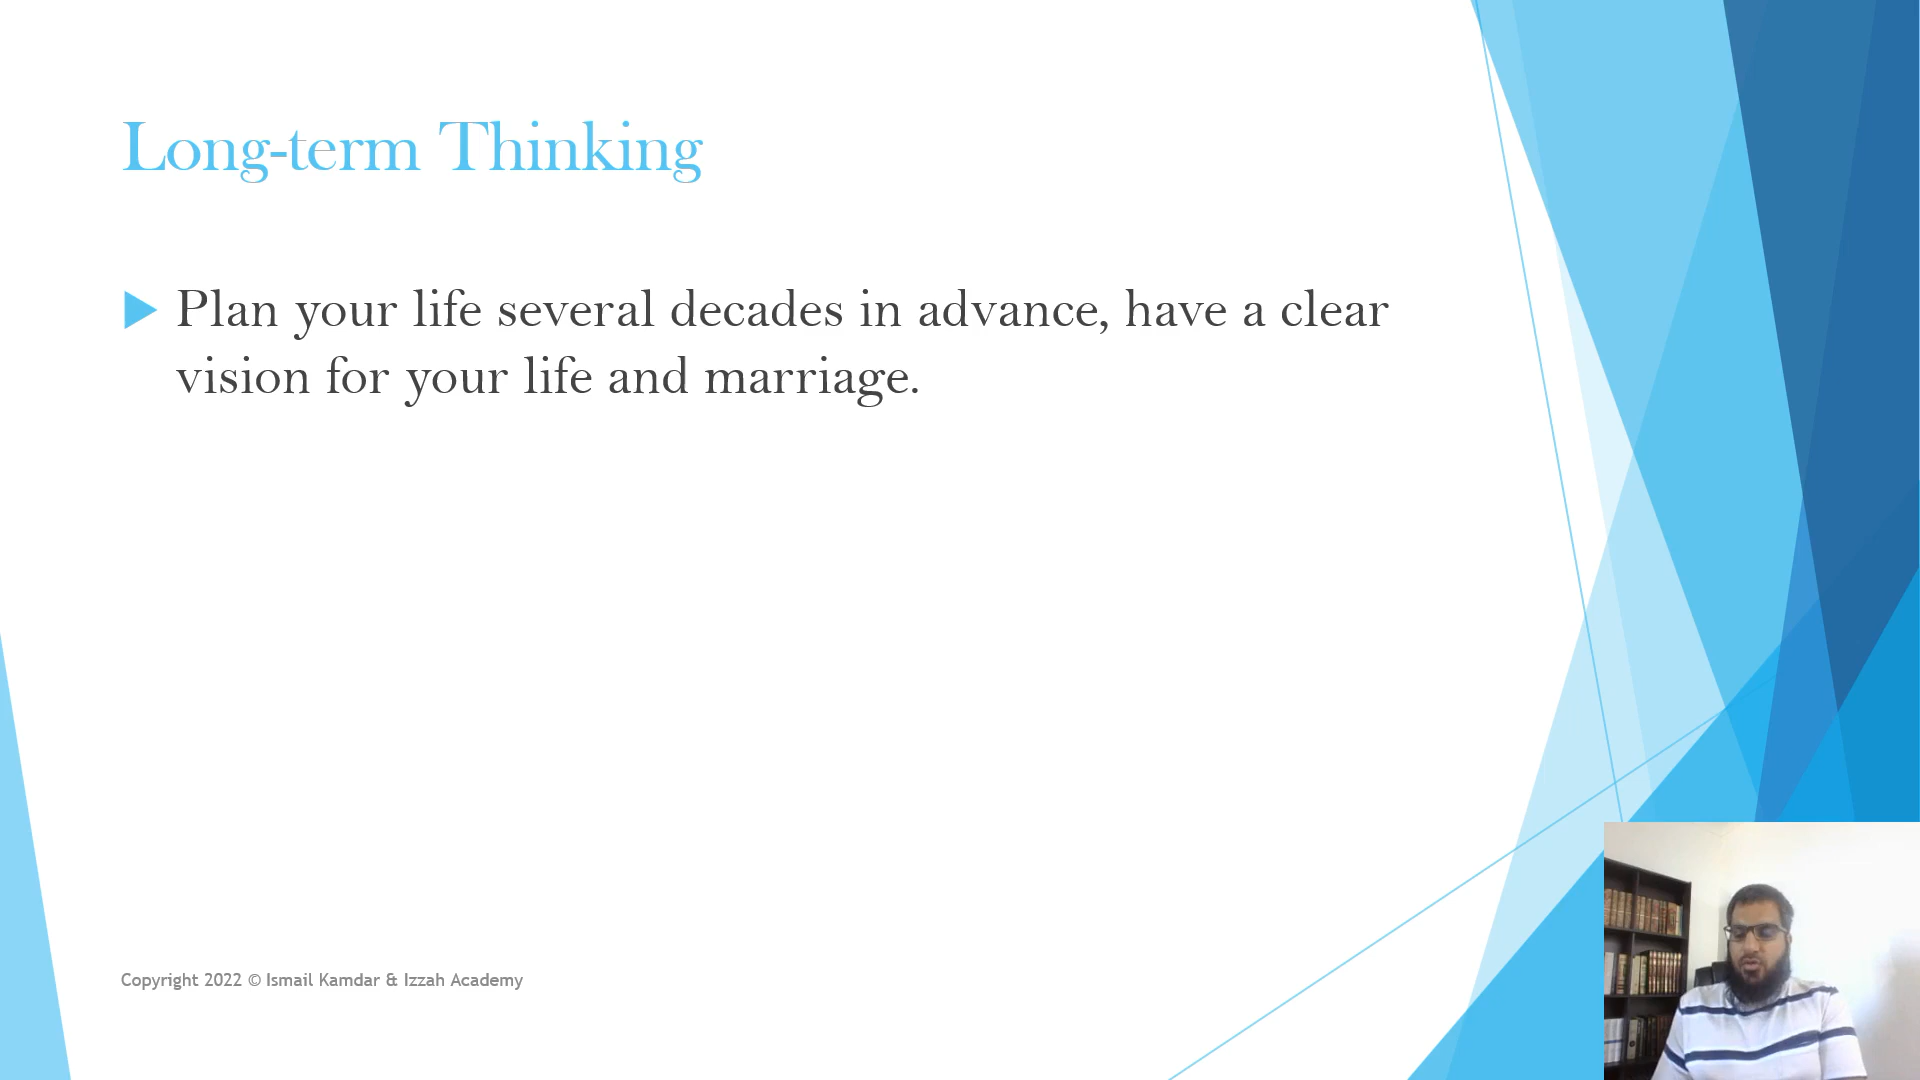 Long-term Thinking
Plan your life several decades in advance, have a clear
vision for your life and marriage.
Copyright 2022 © Ismail Kamdar & Izzah Academy